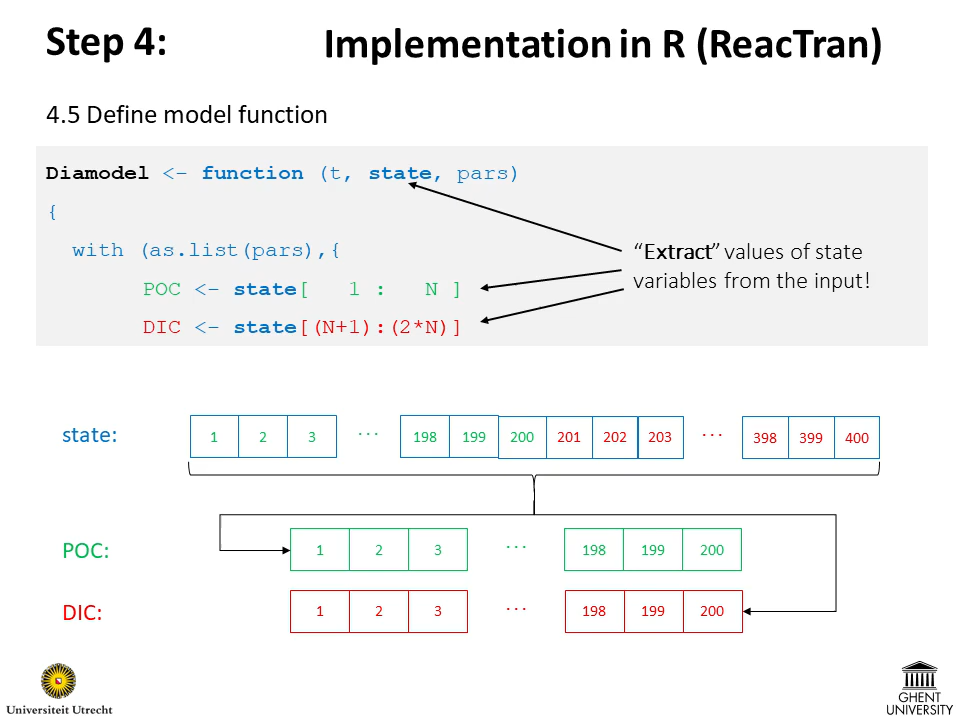 Step 4:
Implementation in R (ReacTran)
4.5 Define model function
Diamodel <- function (t, state, pars)
{
with (as.list(pars),{
POC <- state[   1 :   N ]
DIC <- state[(N+1):(2*N)]
“Extract” values of state
variables from the input!
state: 1 2 3 ... 198 199 200 201 202 203 ... 398 399 400
POC: 1 2 3 ... 198 199 200
DIC: 1 2 3 ... 198 199 200
Universiteit Utrecht
GHENT
UNIVERSITY